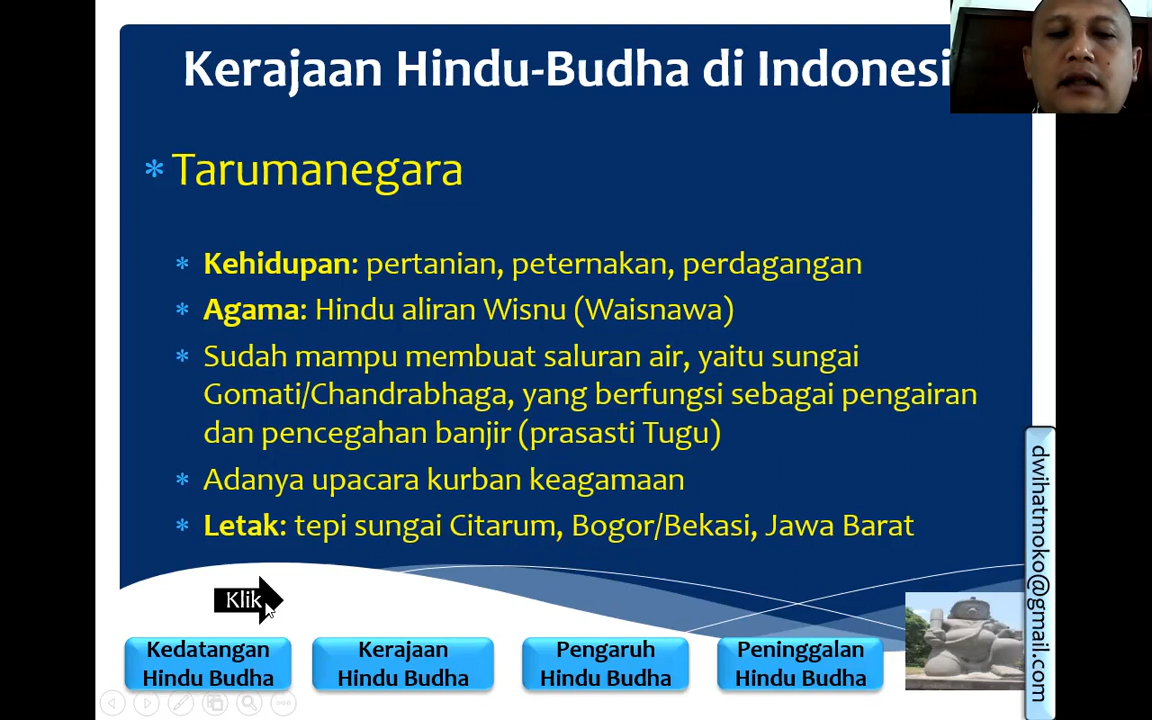 Kerajaan Hindu-Budha di Indonesi
Tarumanegara
Kehidupan: pertanian, peternakan, perdagangan
Agama: Hindu aliran Wisnu (Waisnawa)
Sudah mampu membuat saluran air, yaitu sungai
Gomati/Chandrabhaga, yang berfungsi sebagai pengairan
dan pencegahan banjir (prasasti Tugu)
Adanya upacara kurban keagamaan
Letak: tepi sungai Citarum, Bogor/Bekasi, Jawa Barat
dwihatmoko@gmail.com
Klik
Kedatangan
Hindu Budha
Kerajaan
Hindu Budha
Pengaruh
Hindu Budha
Peninggalan
Hindu Budha